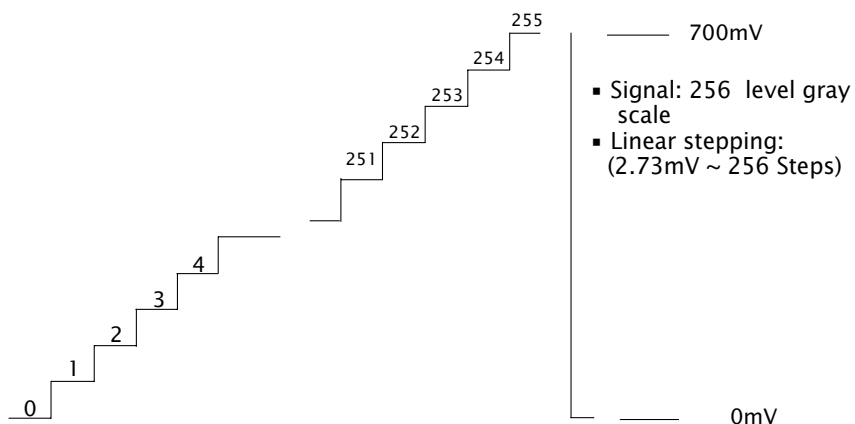 255
700mV
254
▪ Signal: 256 level gray
scale
253
252
▪ Linear stepping:
(2.73mV ~ 256 Steps)
251
4
3
2
1
0
0mV